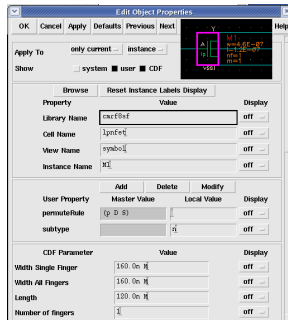 Edit Object Properties
OK Cancel Apply Defaults Previous Next Help
Apply To only current instance
Show system user CDF
Browse Reset Instance Labels Display
Property Value Display
Library Name cmrf8sf off
Cell Name lpnfet off
View Name symbol off
Instance Name M1 off
Add Delete Modify
User Property Master Value Local Value Display
permuteRule (p D S) off
subtype n off
CDF Parameter Value Display
Width Single Finger 160.0n M off
Width All Fingers 160.0n M off
Length 120.0n M off
Number of fingers 1 off